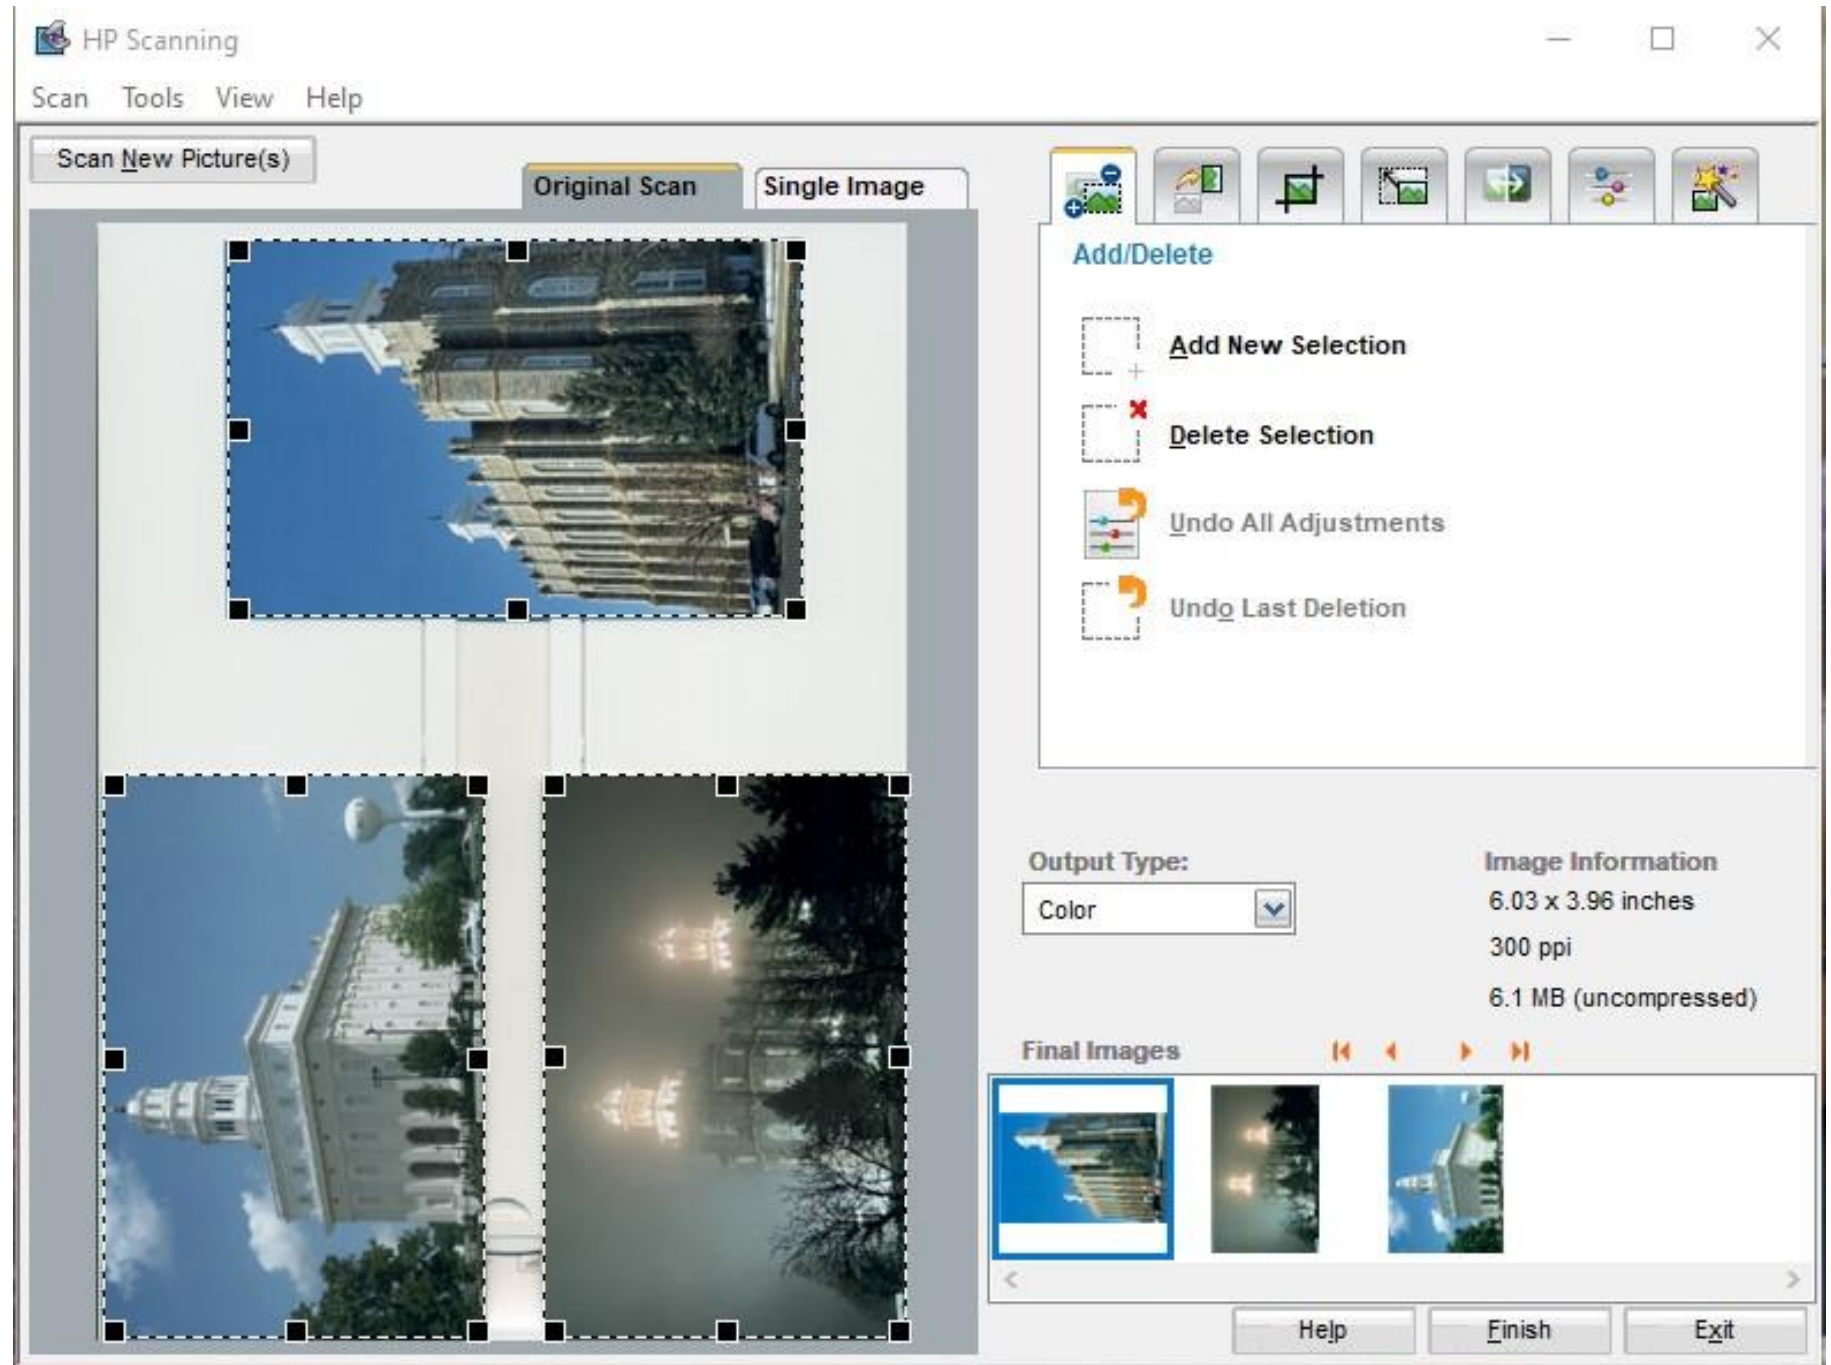 HP Scanning
Scan Tools View Help
Scan New Picture(s)
Original Scan
Single Image
Add/Delete
Add New Selection
Delete Selection
Undo All Adjustments
Undo Last Deletion
Output Type:
Color
Image Information
6.03 x 3.96 inches
300 ppi
6.1 MB (uncompressed)
Final Images
Help
Finish
Exit